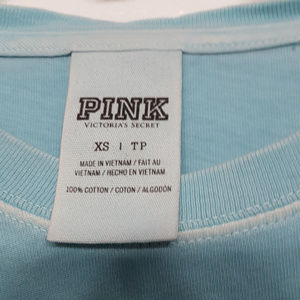 PINK
VICTORIA'S SECRET
XS | TP
MADE IN VIETNAM / FAIT AU
VIETNAM / HECHO EN VIETNAM
100% COTTON / COTON / ALGODÓN